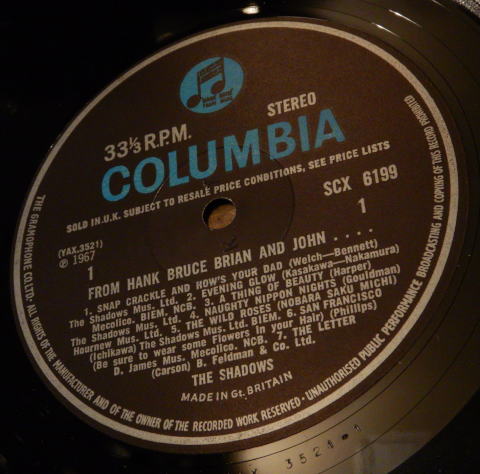 33⅓ R.P.M.
STEREO
COLUMBIA
SOLD IN U.K. SUBJECT TO RESALE PRICE CONDITIONS, SEE PRICE LISTS
(YAX.3521)
SCX 6199
℗ 1967
1
1
FROM HANK BRUCE BRIAN AND JOHN . . . .
1. SNAP CRACKLE AND HOW'S YOUR DAD (Welch—Bennett)
The Shadows Mus. Ltd. 2. EVENING GLOW (Kasakawa—Nakamura)
Mecolico. BIEM. NCB. 3. A THING OF BEAUTY (Harper)
The Shadows Mus. Ltd. 4. NAUGHTY NIPPON NIGHTS (Gouldman)
Hournew Mus. Ltd. 5. THE WILD ROSES (NOBARA SAKU MICHI)
(Ichikawa) The Shadows Mus. Ltd. BIEM. 6. SAN FRANCISCO
(Be sure to wear some Flowers in your Hair) (Phillips)
D. James Mus. Mecolico. NCB. 7. THE LETTER
(Carson) B. Feldman & Co. Ltd.
THE SHADOWS
MADE IN Gt. BRITAIN
THE GRAMOPHONE CO. LTD. · ALL RIGHTS OF THE MANUFACTURER AND OF THE OWNER OF THE RECORDED WORK RESERVED · UNAUTHORISED PUBLIC PERFORMANCE BROADCASTING AND COPYING OF THIS RECORD PROHIBITED
3521-1